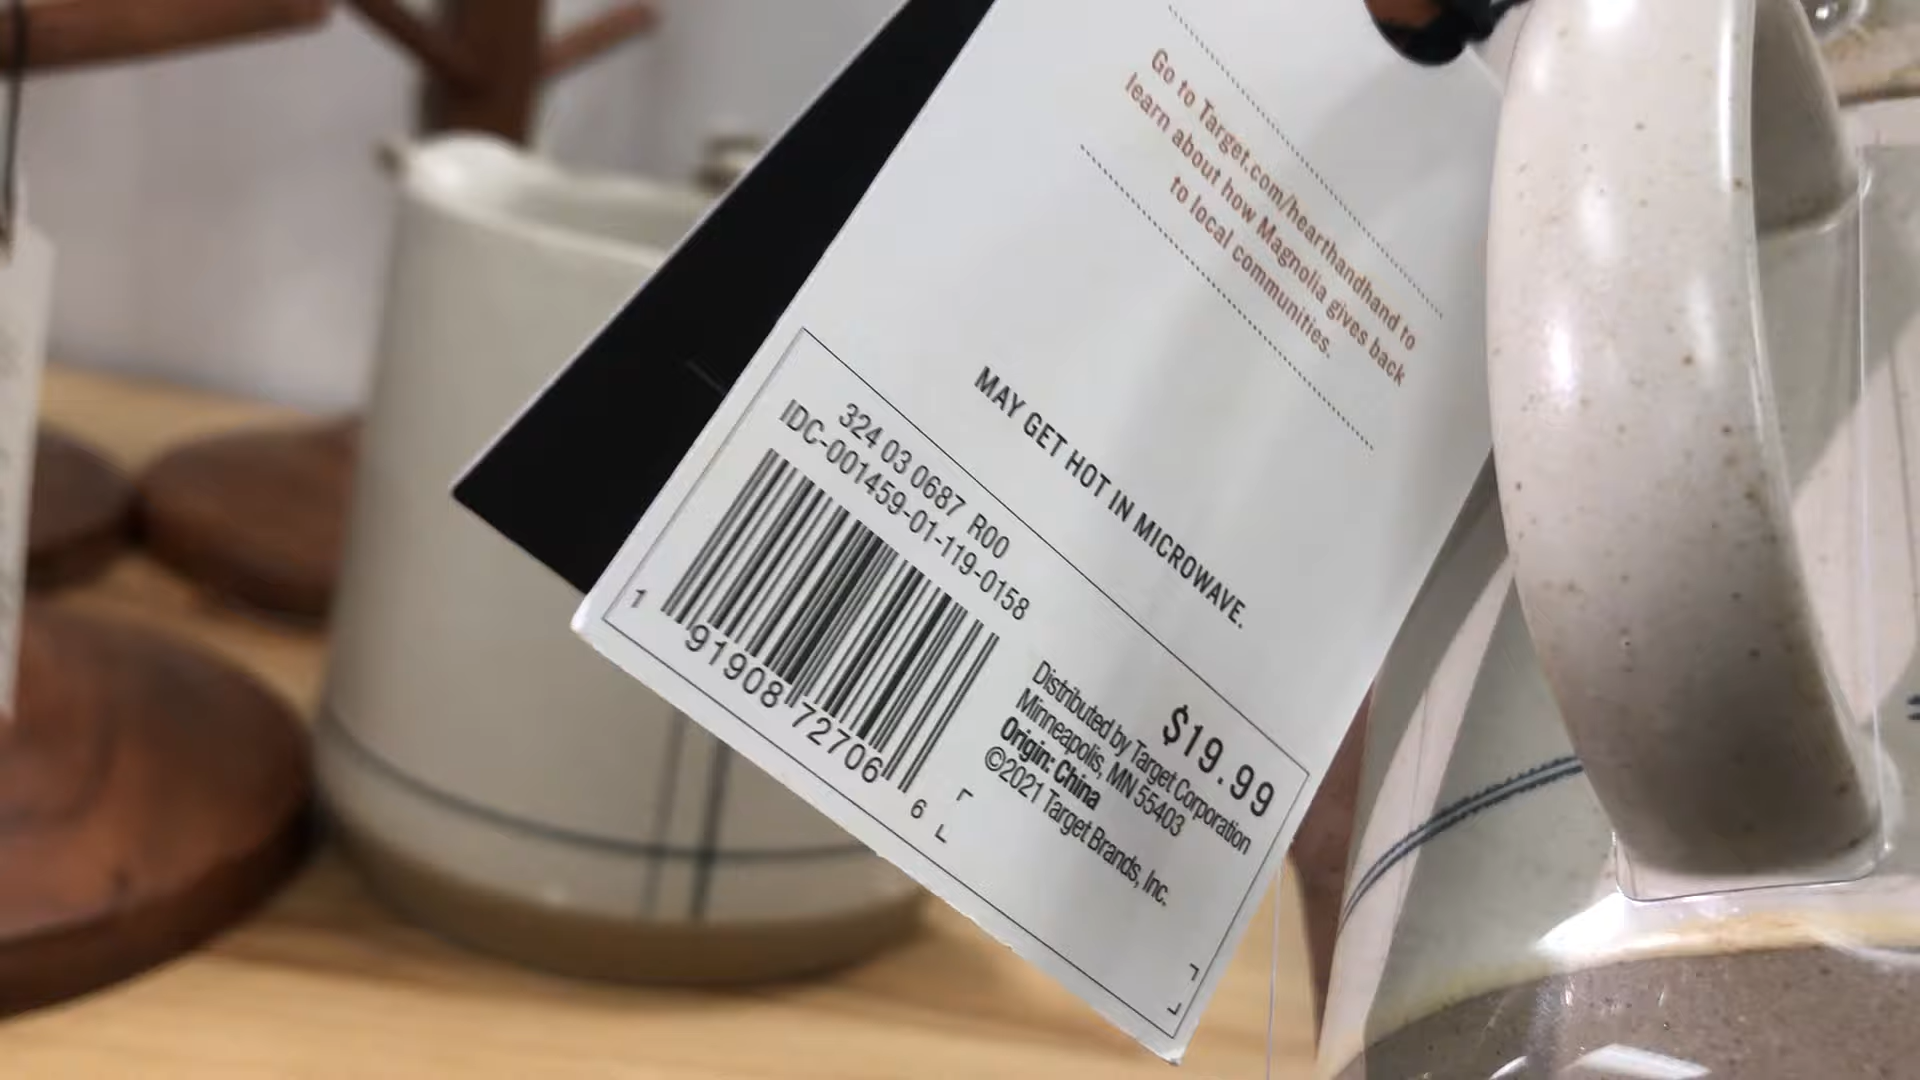 Go to Target.com/hearthandhand to
learn about how Magnolia gives back
to local communities.
MAY GET HOT IN MICROWAVE.
324 03 0687 R00
IDC-001459-01-119-0158
1 91908 72706 6
$19.99
Distributed by Target Corporation
Minneapolis, MN 55403
Origin: China
©2021 Target Brands, Inc.